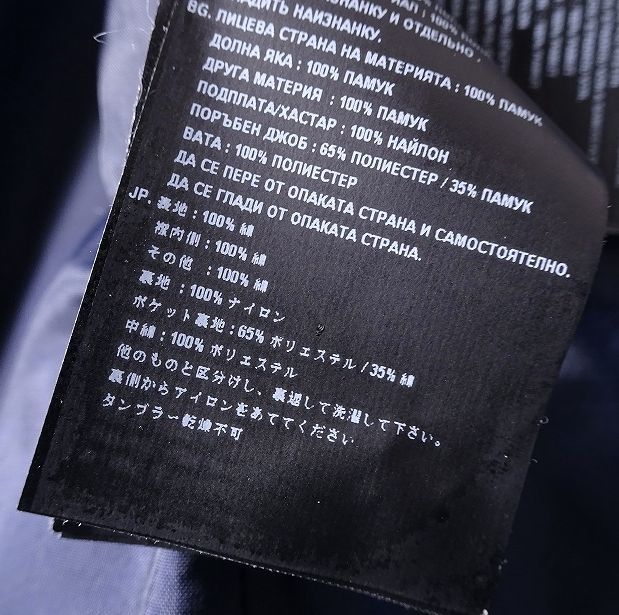 ГЛАДИТЬ НАИЗНАНКУ.
BG. ЛИЦЕВА СТРАНА НА МАТЕРИЯТА : 100% ПАМУК
ДОПНА ЯКА : 100% ПАМУК
ДРУГА МАТЕРИЯ : 100% ПАМУК
ПОДПЛАТА/ХАСТАР : 100% НАЙЛОН
ПОРЪБЕН ДЖОБ : 65% ПОЛИЕСТЕР / 35% ПАМУК
ВАТА : 100% ПОЛИЕСТЕР
ДА СЕ ПЕРЕ ОТ ОПАКАТА СТРАНА И САМОСТОЯТЕЛНО.
ДА СЕ ГЛАДИ ОТ ОПАКАТА СТРАНА.
JP. 裏地 : 100% 綿
襟内側 : 100% 綿
その他 : 100% 綿
裏地 : 100% ナイロン
ポケット裏地 : 65% ポリエステル / 35% 綿
中綿 : 100% ポリエステル
他のものと区分けし、裏返して洗濯して下さい。
裏側からアイロンをあててください
タンブラー乾燥不可